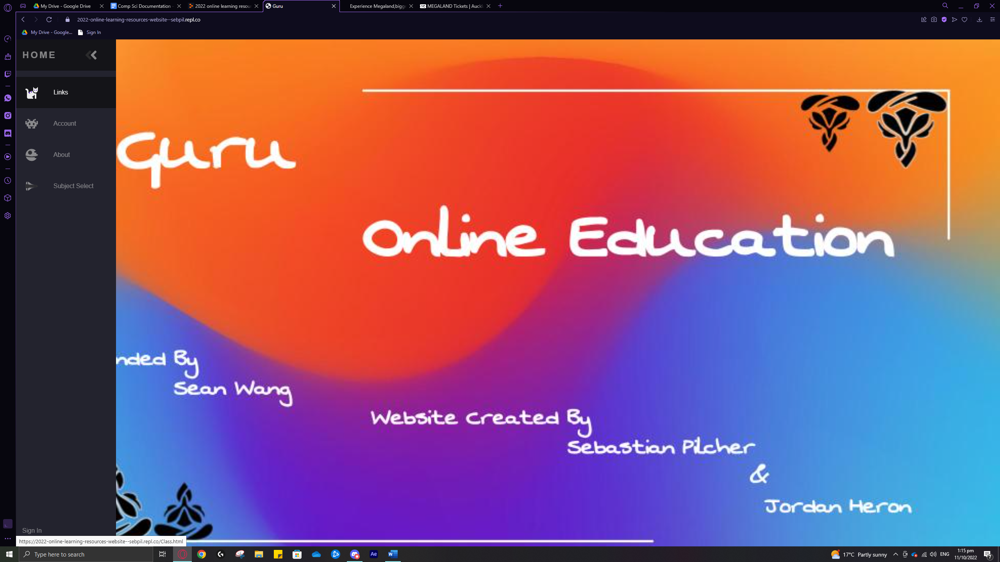 My Drive - Google Drive
Comp Sci Documentation -
2022 online learning resou
Guru
Experience Megaland,bigge
MEGALAND Tickets | Auckl
2022-online-learning-resources-website--sebpil.repl.co
My Drive - Google...
Sign In
HOME
Links
Account
About
Subject Select
Guru
Online Education
nded By
Sean Wang
Website Created By
Sebastian Pilcher
&
Jordan Heron
Sign In
https://2022-online-learning-resources-website--sebpil.repl.co/Class.html
Type here to search
Ae
W
17°C Partly sunny
ENG
1:15 pm
11/10/2022
7